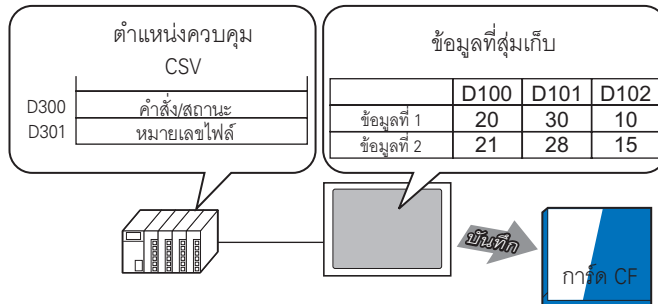 ตำแหน่งควบคุม
CSV
D300 คำสั่ง/สถานะ
D301 หมายเลขไฟล์
ข้อมูลที่สุ่มเก็บ
D100 D101 D102
ข้อมูลที่ 1 20 30 10
ข้อมูลที่ 2 21 28 15
บันทึก
การ์ด CF